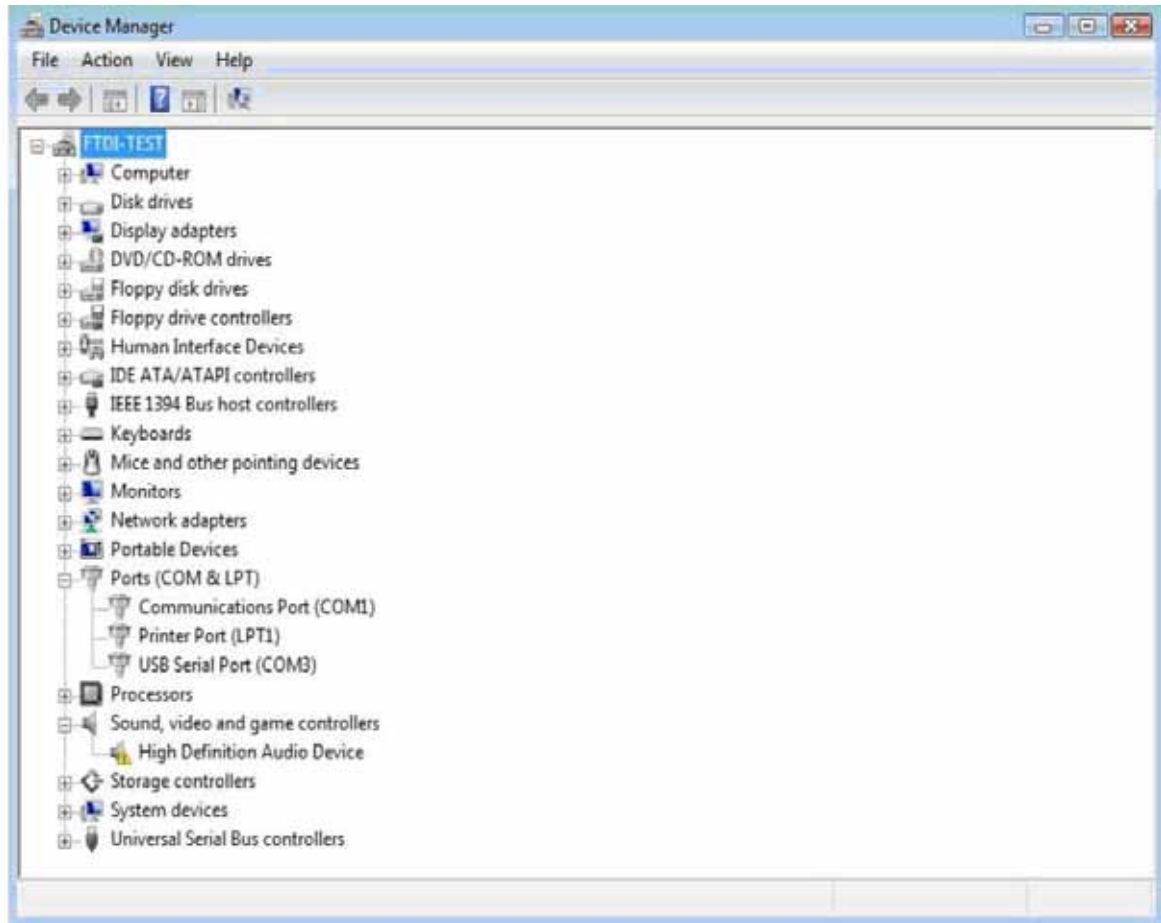 Device Manager
File Action View Help
FTDI-TEST
Computer
Disk drives
Display adapters
DVD/CD-ROM drives
Floppy disk drives
Floppy drive controllers
Human Interface Devices
IDE ATA/ATAPI controllers
IEEE 1394 Bus host controllers
Keyboards
Mice and other pointing devices
Monitors
Network adapters
Portable Devices
Ports (COM & LPT)
Communications Port (COM1)
Printer Port (LPT1)
USB Serial Port (COM3)
Processors
Sound, video and game controllers
High Definition Audio Device
Storage controllers
System devices
Universal Serial Bus controllers